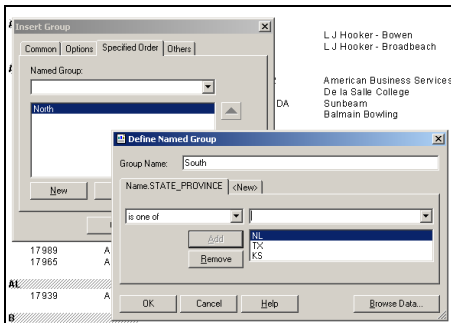 Insert Group
Common Options Specified Order Others
Named Group:
North
New
L J Hooker - Bowen
L J Hooker - Broadbeach
American Business Services
De la Salle College
DA Sunbeam
Balmain Bowling
Define Named Group
Group Name: South
Name.STATE_PROVINCE <New>
is one of
Add
Remove
NL
TX
KS
OK Cancel Help Browse Data...
17989 A
17965 A
AL
17939 A
B